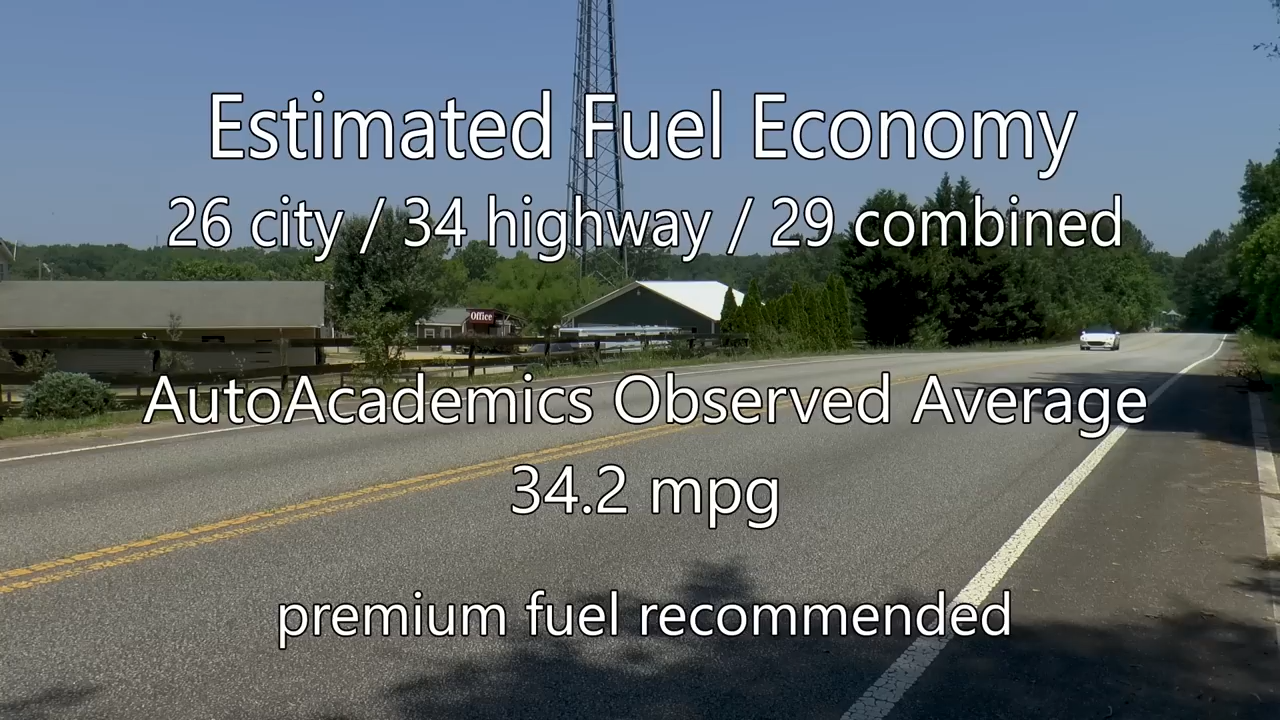 Estimated Fuel Economy
26 city / 34 highway / 29 combined
Office
AutoAcademics Observed Average
34.2 mpg
premium fuel recommended